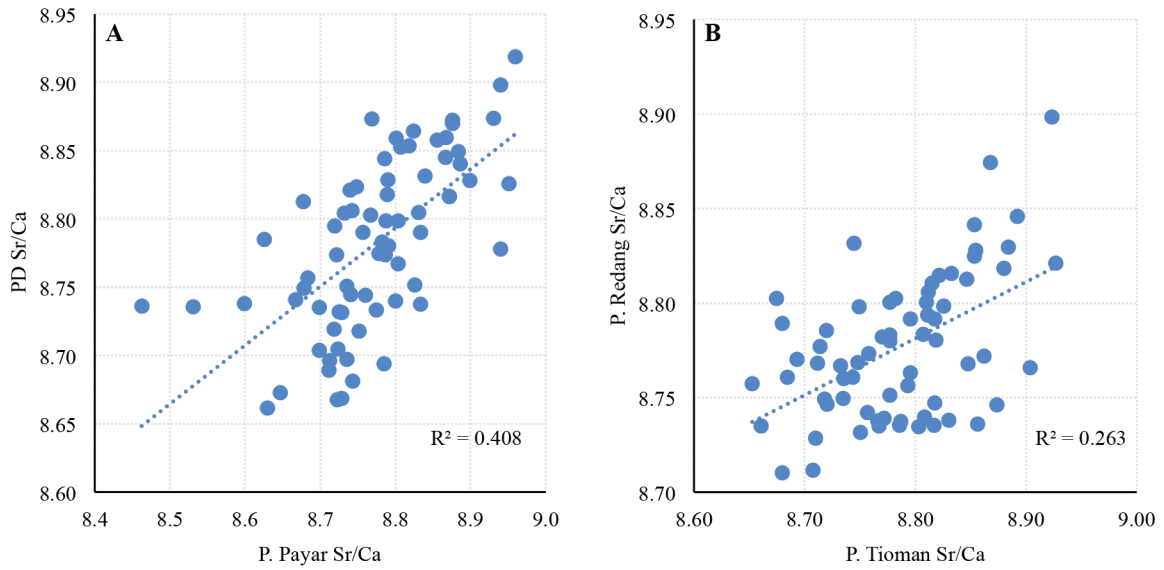 A
8.95
8.90
8.85
8.80
8.75
8.70
8.65
8.60
PD Sr/Ca
R² = 0.408
8.4 8.5 8.6 8.7 8.8 8.9 9.0
P. Payar Sr/Ca
B
8.95
8.90
8.85
8.80
8.75
8.70
P. Redang Sr/Ca
R² = 0.263
8.60 8.70 8.80 8.90 9.00
P. Tioman Sr/Ca